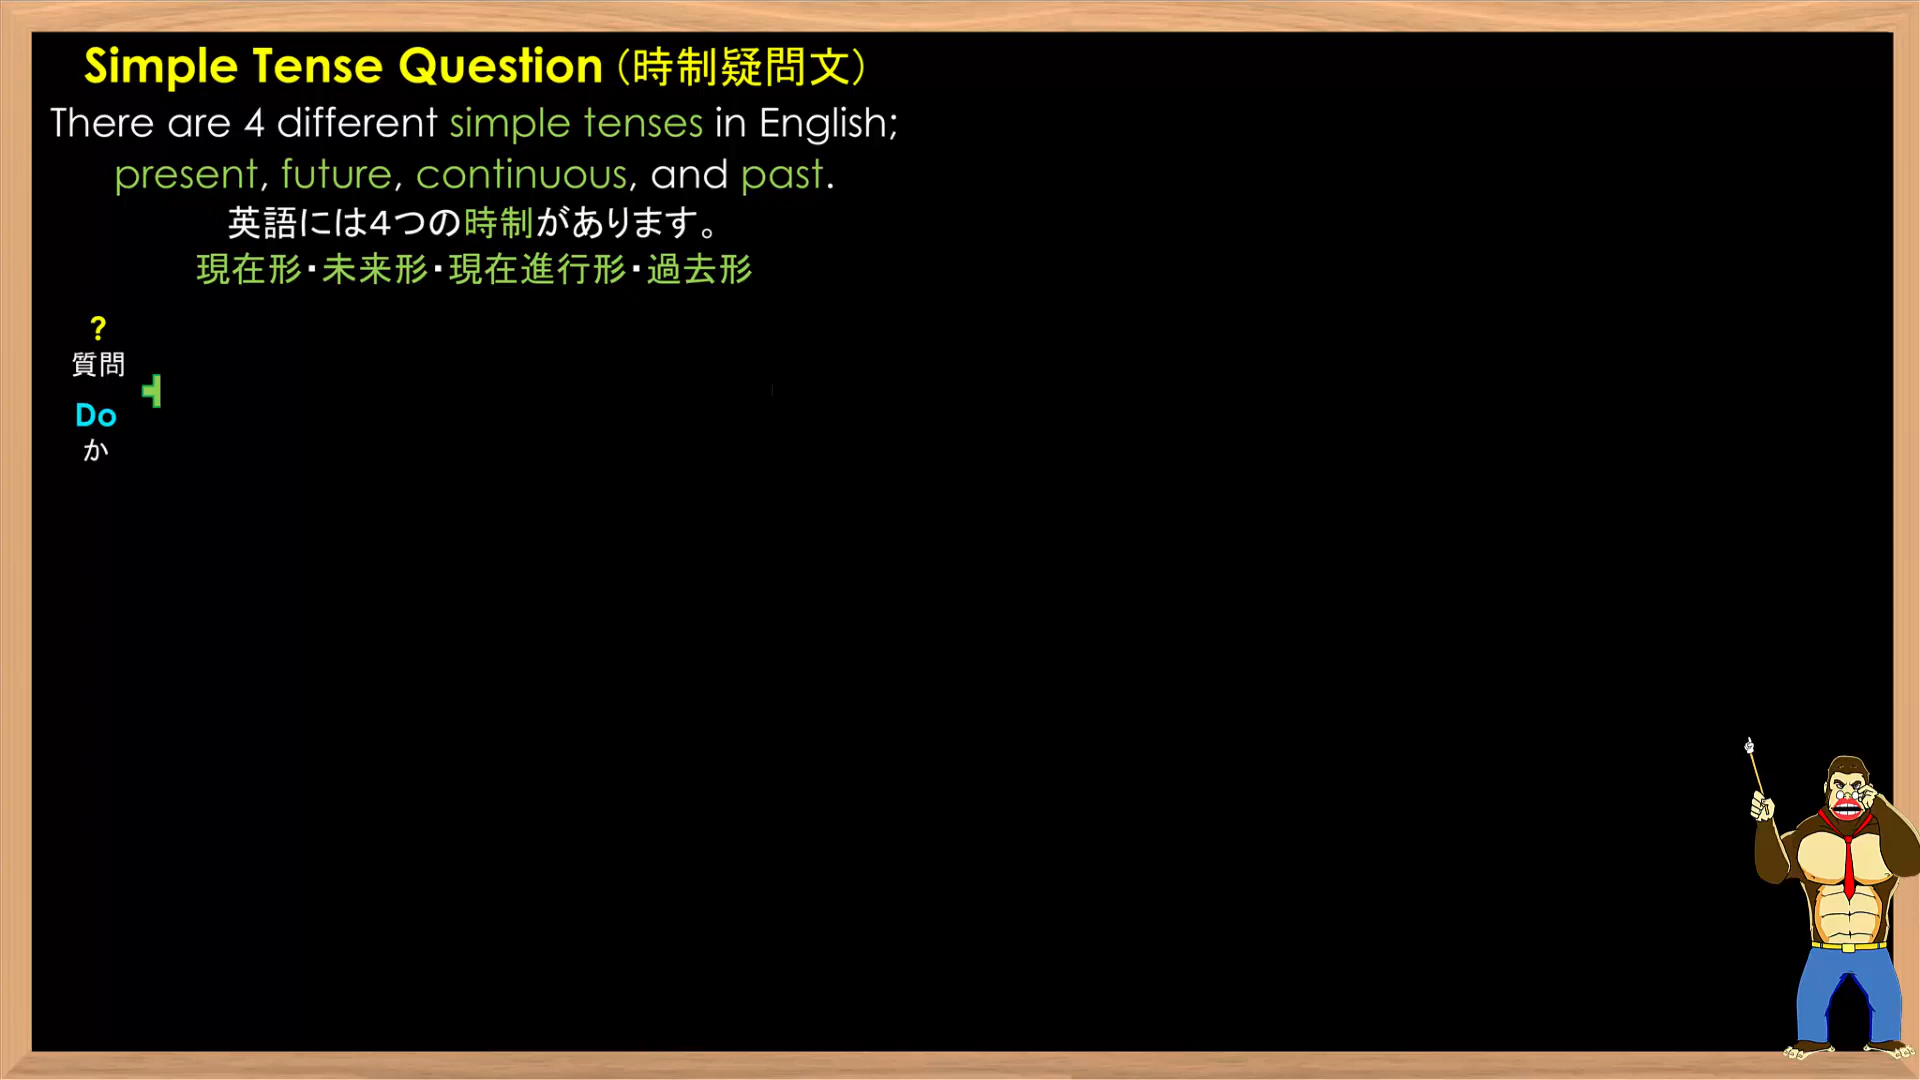 Simple Tense Question (時制疑問文)
There are 4 different simple tenses in English;
present, future, continuous, and past.
英語には４つの時制があります。
現在形・未来形・現在進行形・過去形
?
質問
Do
か